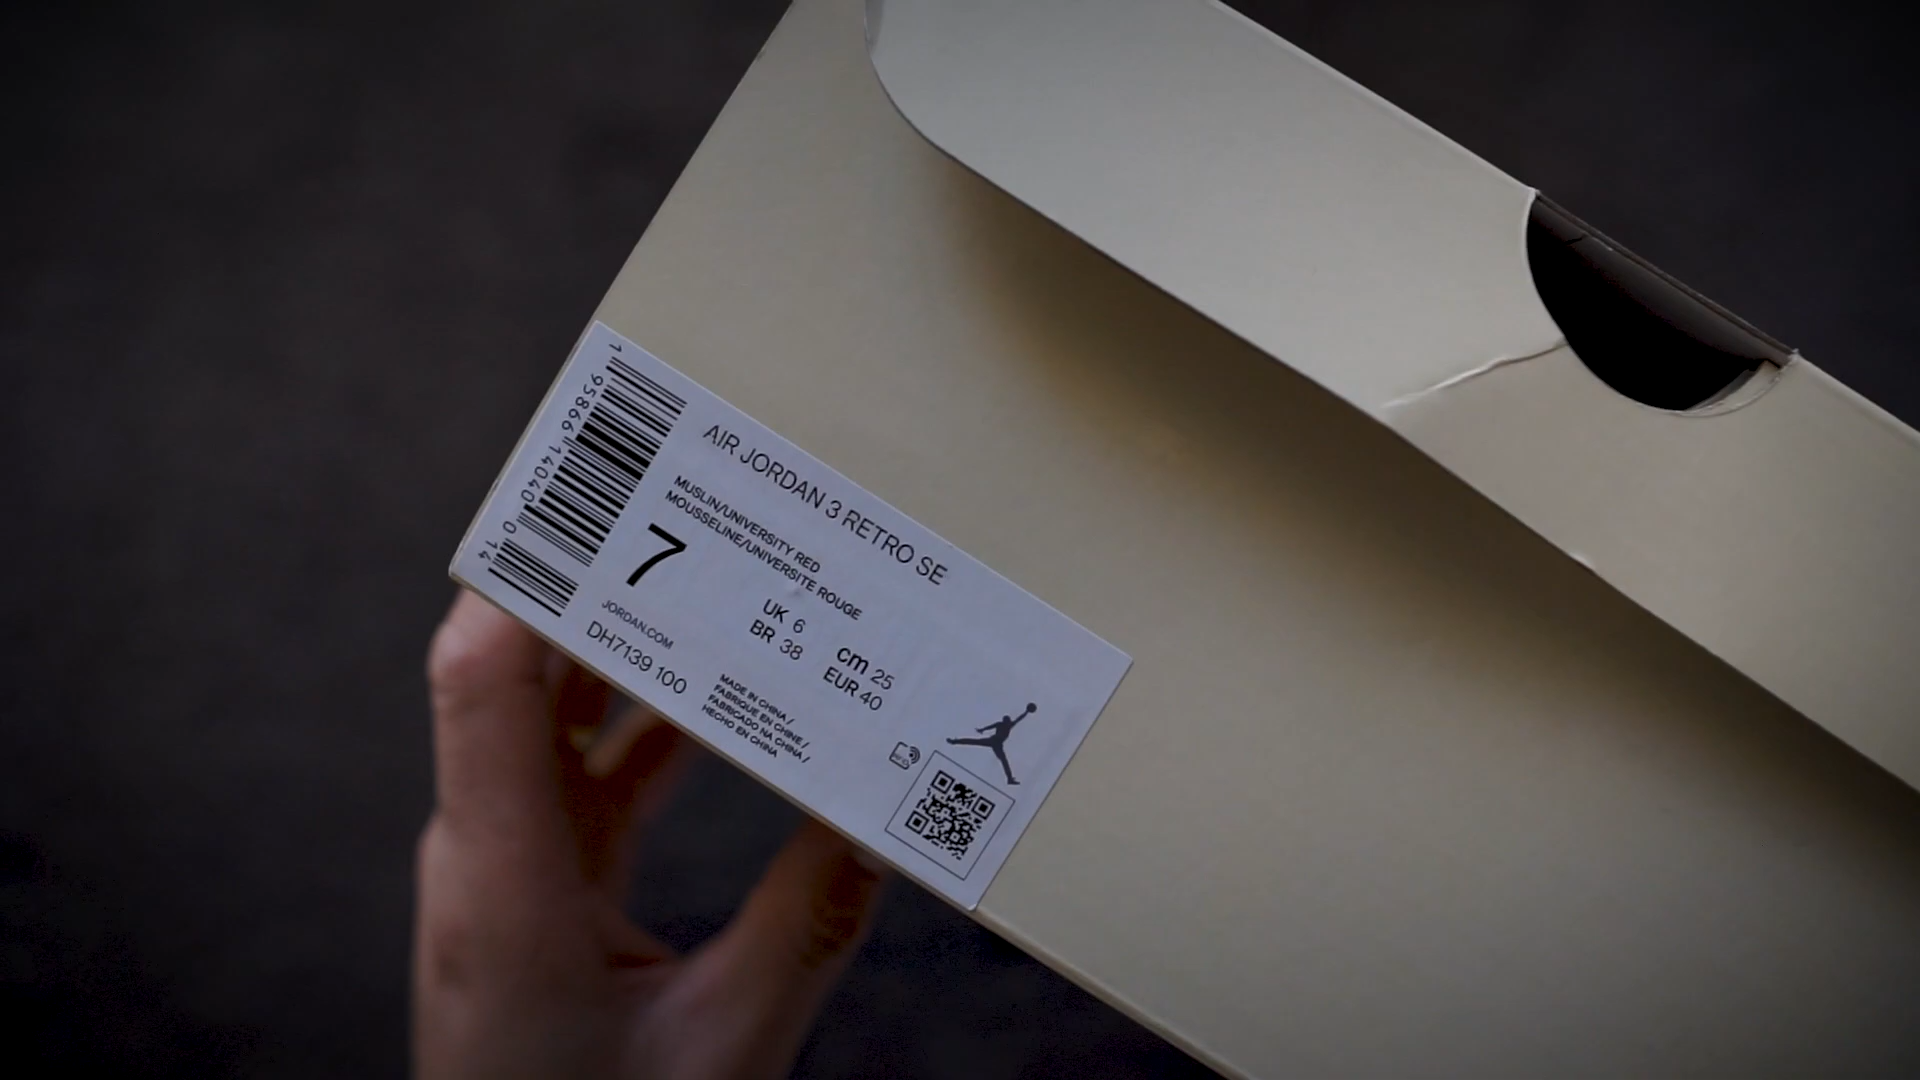 1 95866 14040 0 14
AIR JORDAN 3 RETRO SE
MUSLIN/UNIVERSITY RED
MOUSSELINE/UNIVERSITE ROUGE
7
UK 6
BR 38
cm 25
EUR 40
JORDAN.COM
DH7139 100
MADE IN CHINA /
FABRIQUE EN CHINE /
FABRICADO NA CHINA /
HECHO EN CHINA